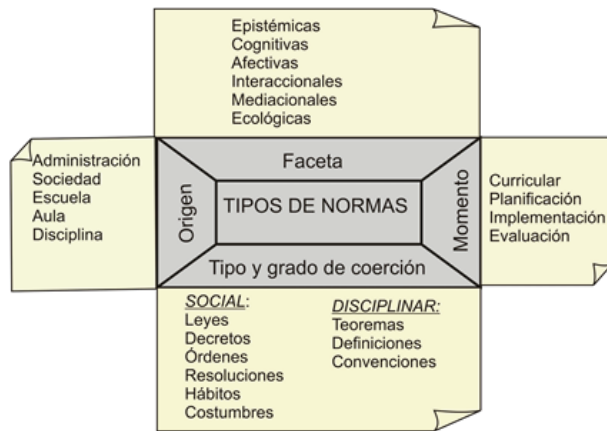 Epistémicas
Cognitivas
Afectivas
Interaccionales
Mediacionales
Ecológicas
Faceta
Administración
Sociedad
Escuela
Aula
Disciplina
Origen
TIPOS DE NORMAS
Momento
Curricular
Planificación
Implementación
Evaluación
Tipo y grado de coerción
SOCIAL:
Leyes
Decretos
Órdenes
Resoluciones
Hábitos
Costumbres
DISCIPLINAR:
Teoremas
Definiciones
Convenciones